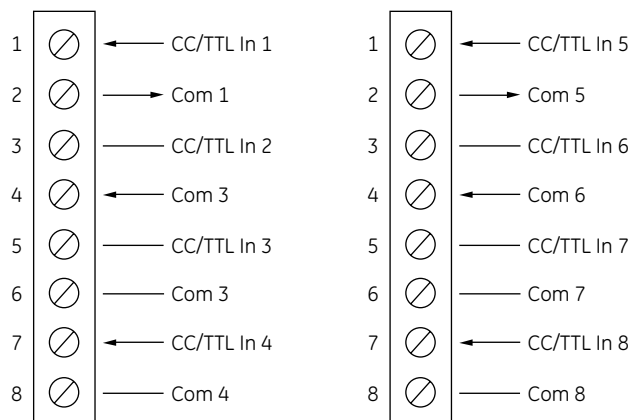 1 CC/TTL In 1
2 Com 1
3 CC/TTL In 2
4 Com 3
5 CC/TTL In 3
6 Com 3
7 CC/TTL In 4
8 Com 4
1 CC/TTL In 5
2 Com 5
3 CC/TTL In 6
4 Com 6
5 CC/TTL In 7
6 Com 7
7 CC/TTL In 8
8 Com 8